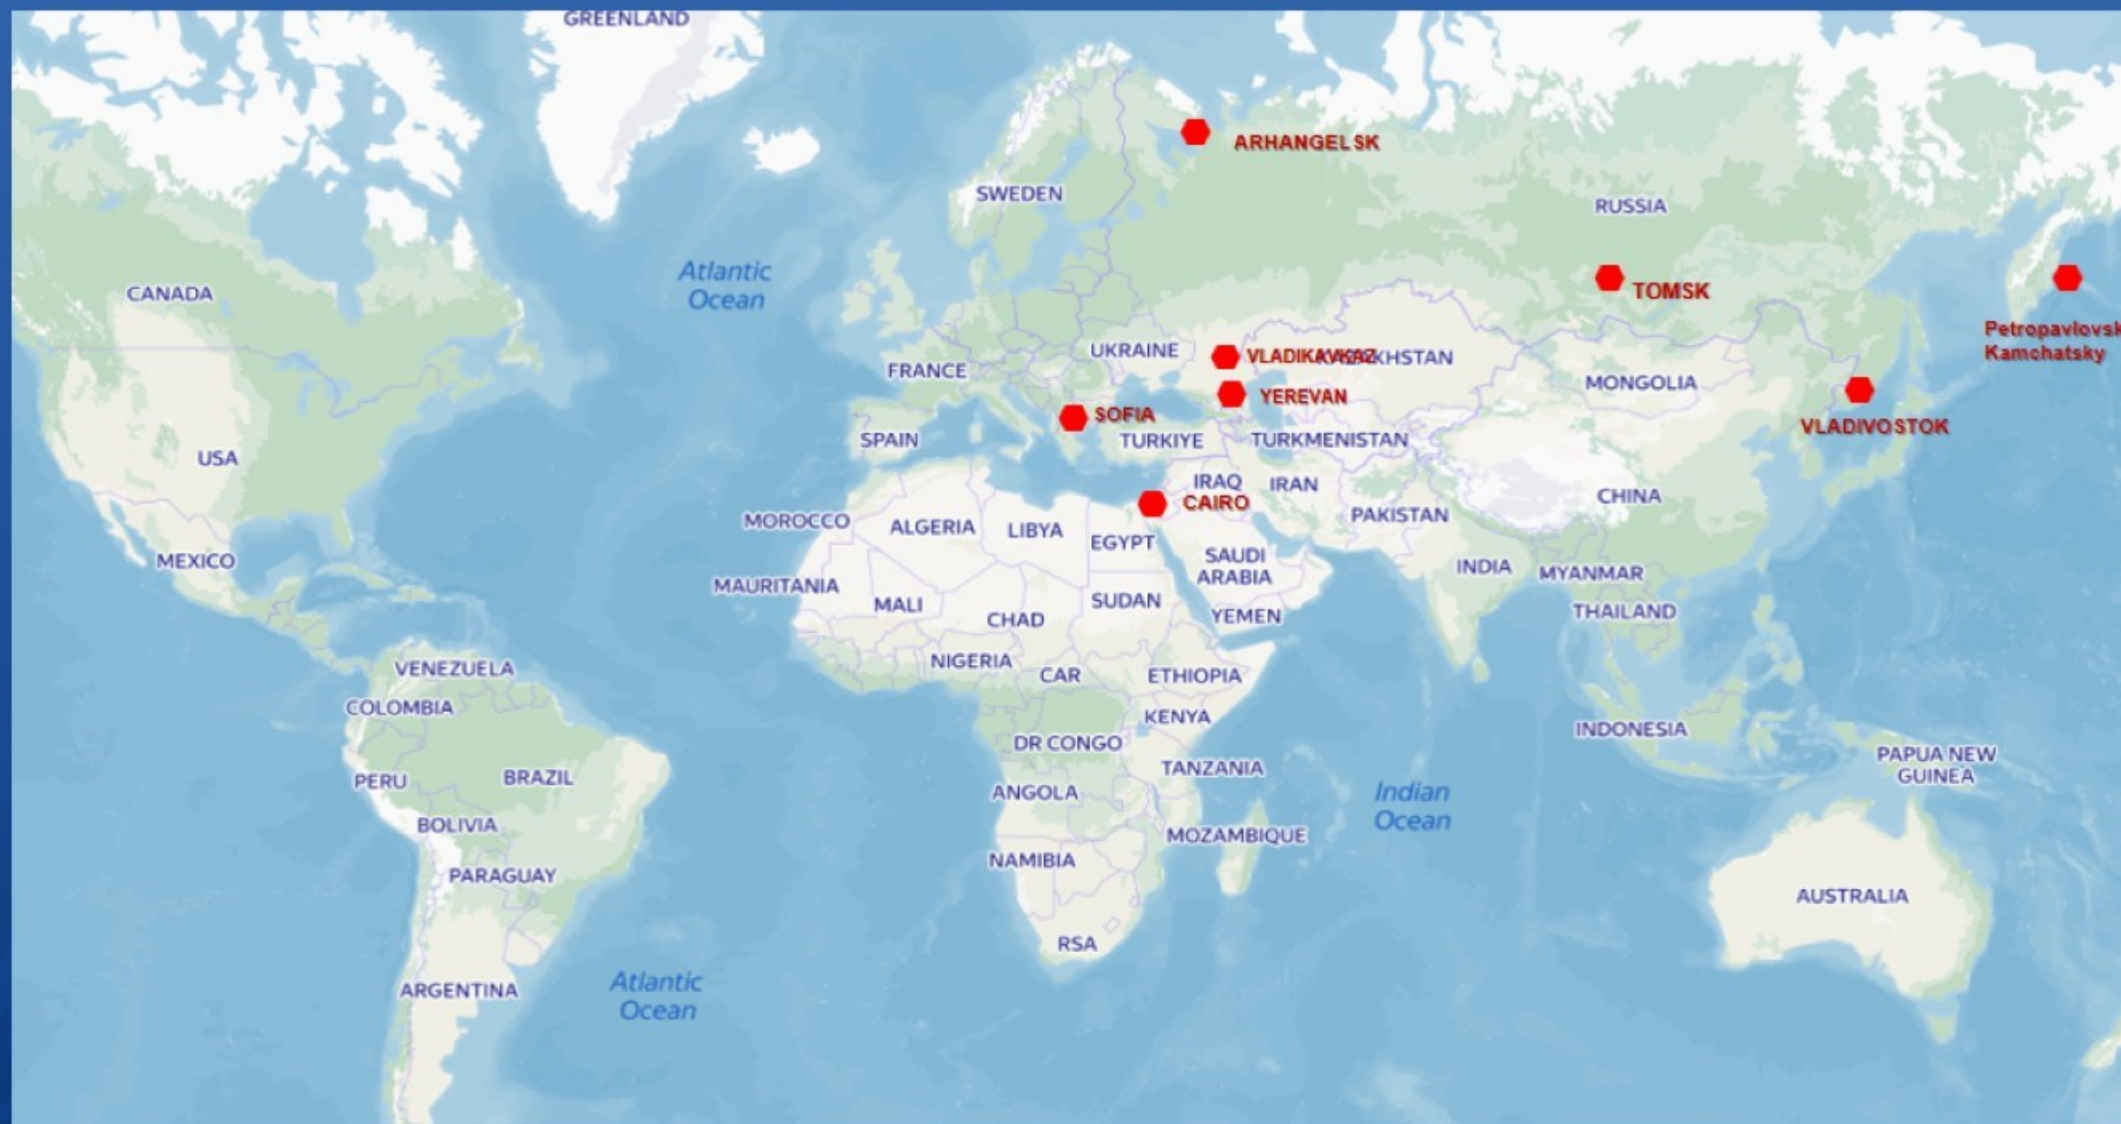 GREENLAND
ARHANGELSK
SWEDEN
RUSSIA
Atlantic
Ocean
CANADA
TOMSK
Petropavlovsk
Kamchatsky
UKRAINE
VLADIKAVKAZ
KAZAKHSTAN
FRANCE
MONGOLIA
YEREVAN
SOFIA
VLADIVOSTOK
SPAIN
TURKIYE
TURKMENISTAN
USA
IRAQ
IRAN
CHINA
CAIRO
PAKISTAN
MOROCCO
ALGERIA
LIBYA
EGYPT
MEXICO
SAUDI
ARABIA
INDIA
MYANMAR
MAURITANIA
MALI
SUDAN
CHAD
YEMEN
THAILAND
VENEZUELA
NIGERIA
CAR
ETHIOPIA
COLOMBIA
KENYA
INDONESIA
DR CONGO
PAPUA NEW
GUINEA
PERU
BRAZIL
TANZANIA
ANGOLA
Indian
Ocean
BOLIVIA
MOZAMBIQUE
NAMIBIA
PARAGUAY
AUSTRALIA
RSA
ARGENTINA
Atlantic
Ocean